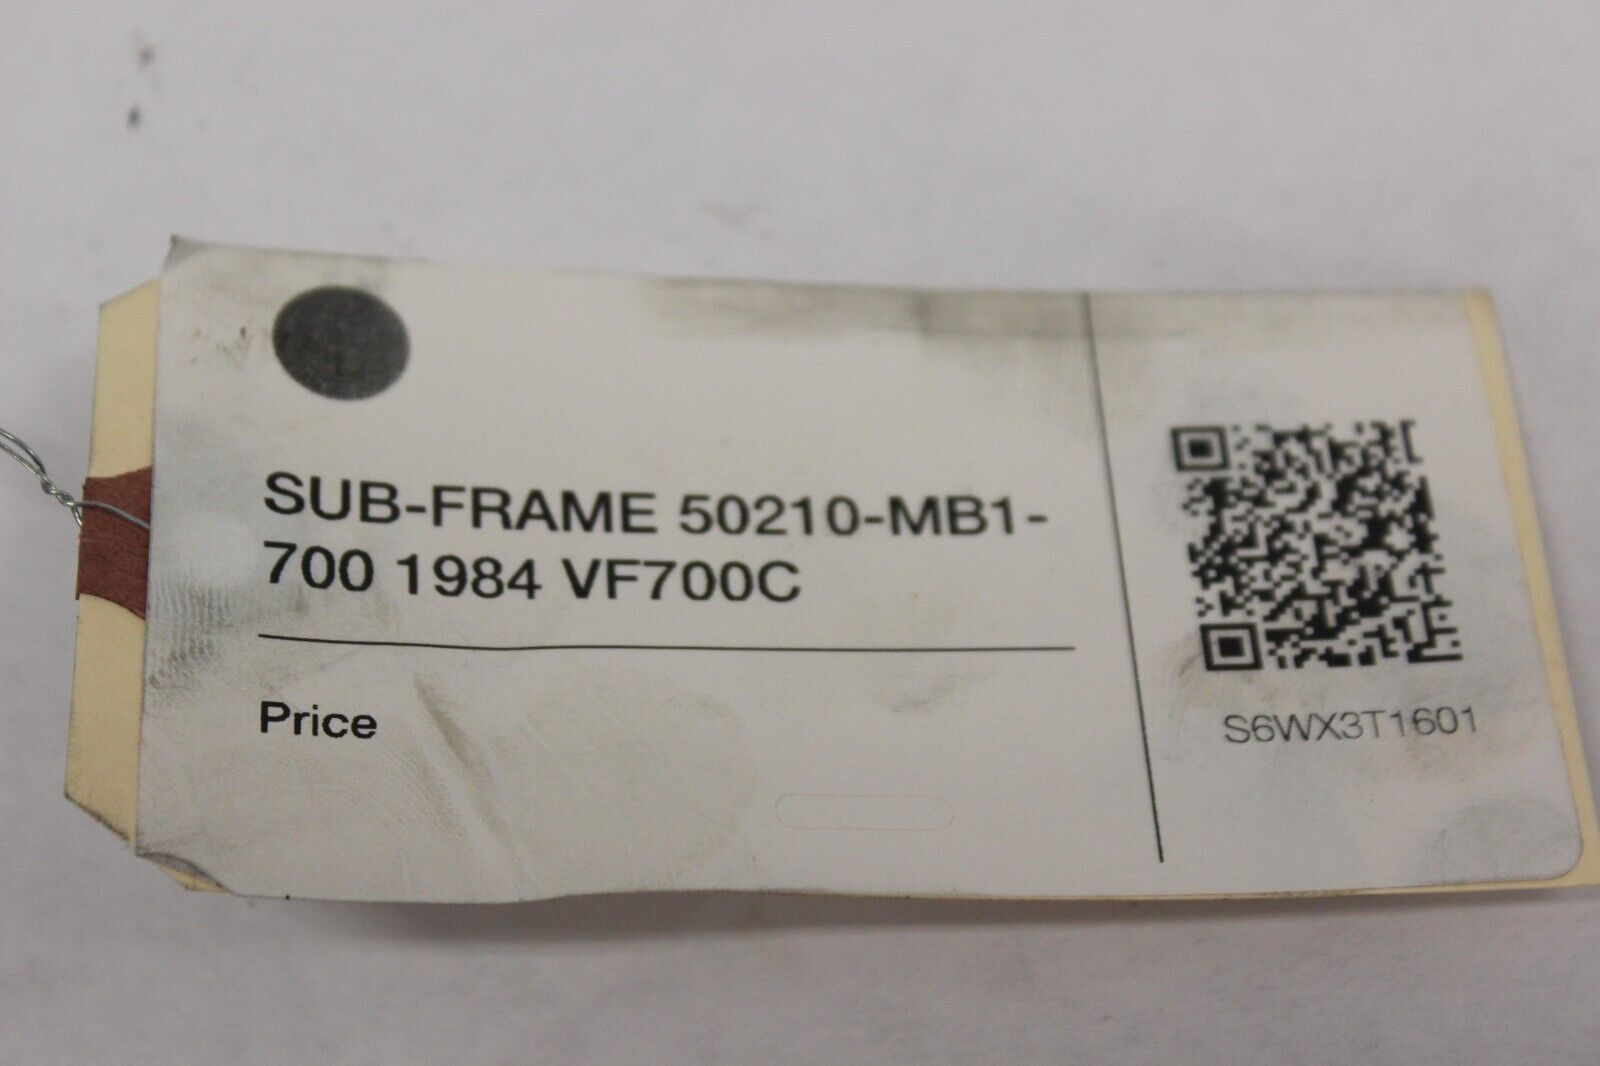 SUB-FRAME 50210-MB1-
700 1984 VF700C
Price
S6WX3T1601